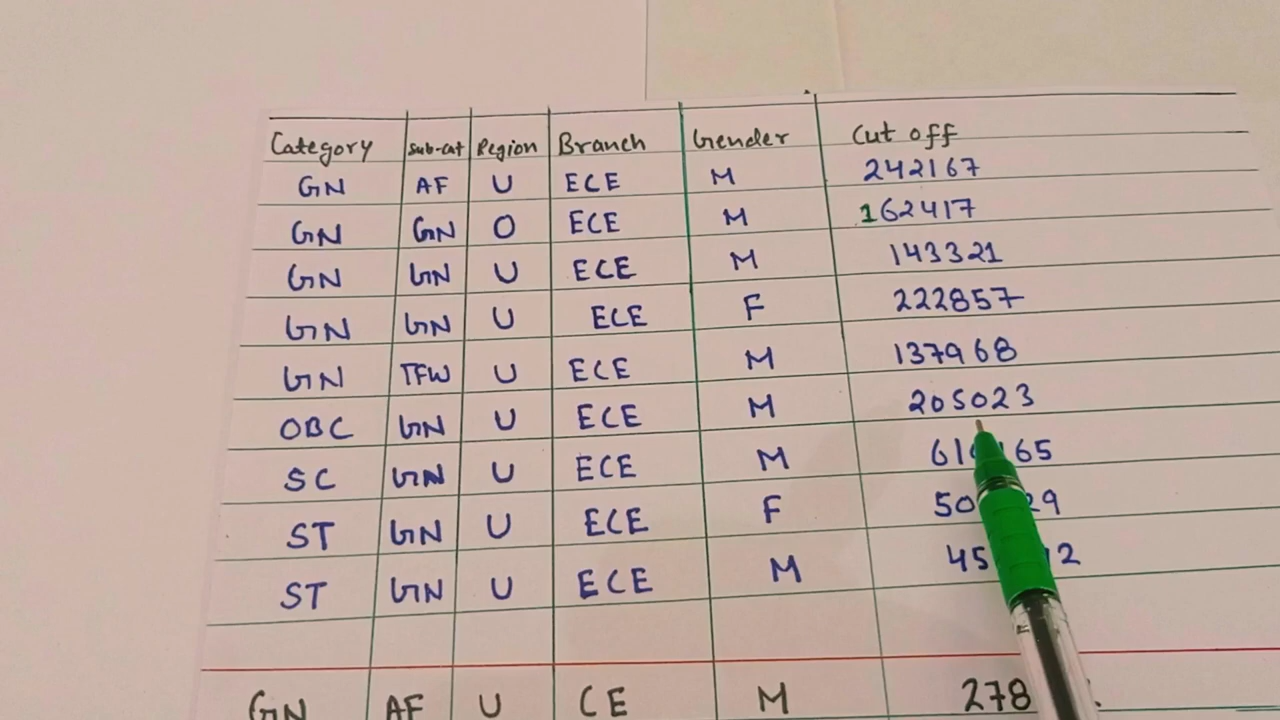 Category Sub-cat Region Branch Gender Cut off
GN AF U ECE M 242167
GN GN O ECE M 162417
GN GN U ECE M 143321
GN GN U ECE F 222857
GN TFW U ECE M 137968
OBC GN U ECE M 205023
SC GN U ECE M
ST GN U ECE F
ST GN U ECE M
GN AF U CE M